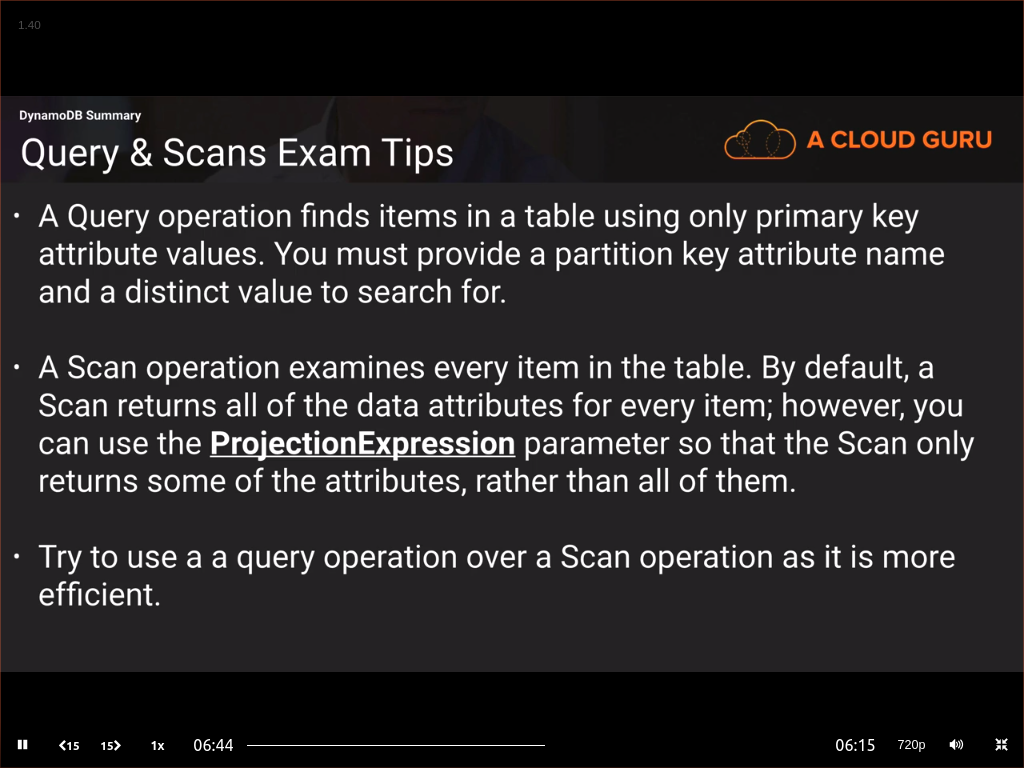 1.40
DynamoDB Summary
Query & Scans Exam Tips
A CLOUD GURU
• A Query operation finds items in a table using only primary key
attribute values. You must provide a partition key attribute name
and a distinct value to search for.
• A Scan operation examines every item in the table. By default, a
Scan returns all of the data attributes for every item; however, you
can use the ProjectionExpression parameter so that the Scan only
returns some of the attributes, rather than all of them.
• Try to use a a query operation over a Scan operation as it is more
efficient.
15 15 1x 06:44 06:15 720p